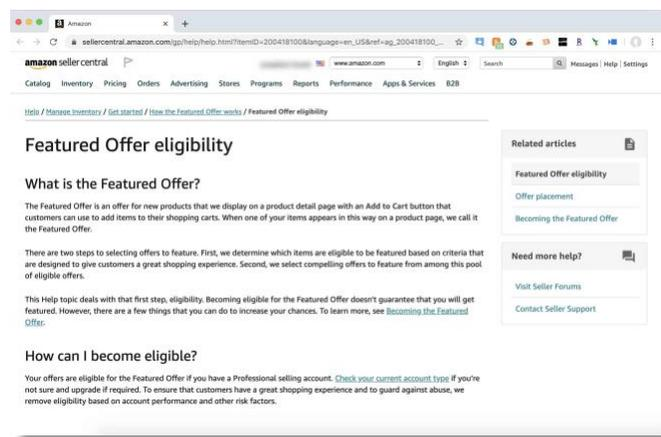 Amazon
sellercentral.amazon.com/gp/help/help.html?itemID=200418100&language=en_US&ref=ag_200418100_...
amazon seller central www.amazon.com English Search Messages | Help | Settings
Catalog Inventory Pricing Orders Advertising Stores Programs Reports Performance Apps & Services B2B
Help / Manage Inventory / Get started / How the Featured Offer works / Featured Offer eligibility
Featured Offer eligibility
What is the Featured Offer?
The Featured Offer is an offer for new products that we display on a product detail page with an Add to Cart button that
customers can use to add items to their shopping carts. When one of your items appears in this way on a product page, we call it
the Featured Offer.
There are two steps to selecting offers to feature. First, we determine which items are eligible to be featured based on criteria that
are designed to give customers a great shopping experience. Second, we select compelling offers to feature from among this pool
of eligible offers.
This Help topic deals with that first step, eligibility. Becoming eligible for the Featured Offer doesn't guarantee that you will get
featured. However, there are a few things that you can do to increase your chances. To learn more, see Becoming the Featured
Offer.
How can I become eligible?
Your offers are eligible for the Featured Offer if you have a Professional selling account. Check your current account type if you're
not sure and upgrade if required. To ensure that customers have a great shopping experience and to guard against abuse, we
remove eligibility based on account performance and other risk factors.
Related articles
Featured Offer eligibility
Offer placement
Becoming the Featured Offer
Need more help?
Visit Seller Forums
Contact Seller Support